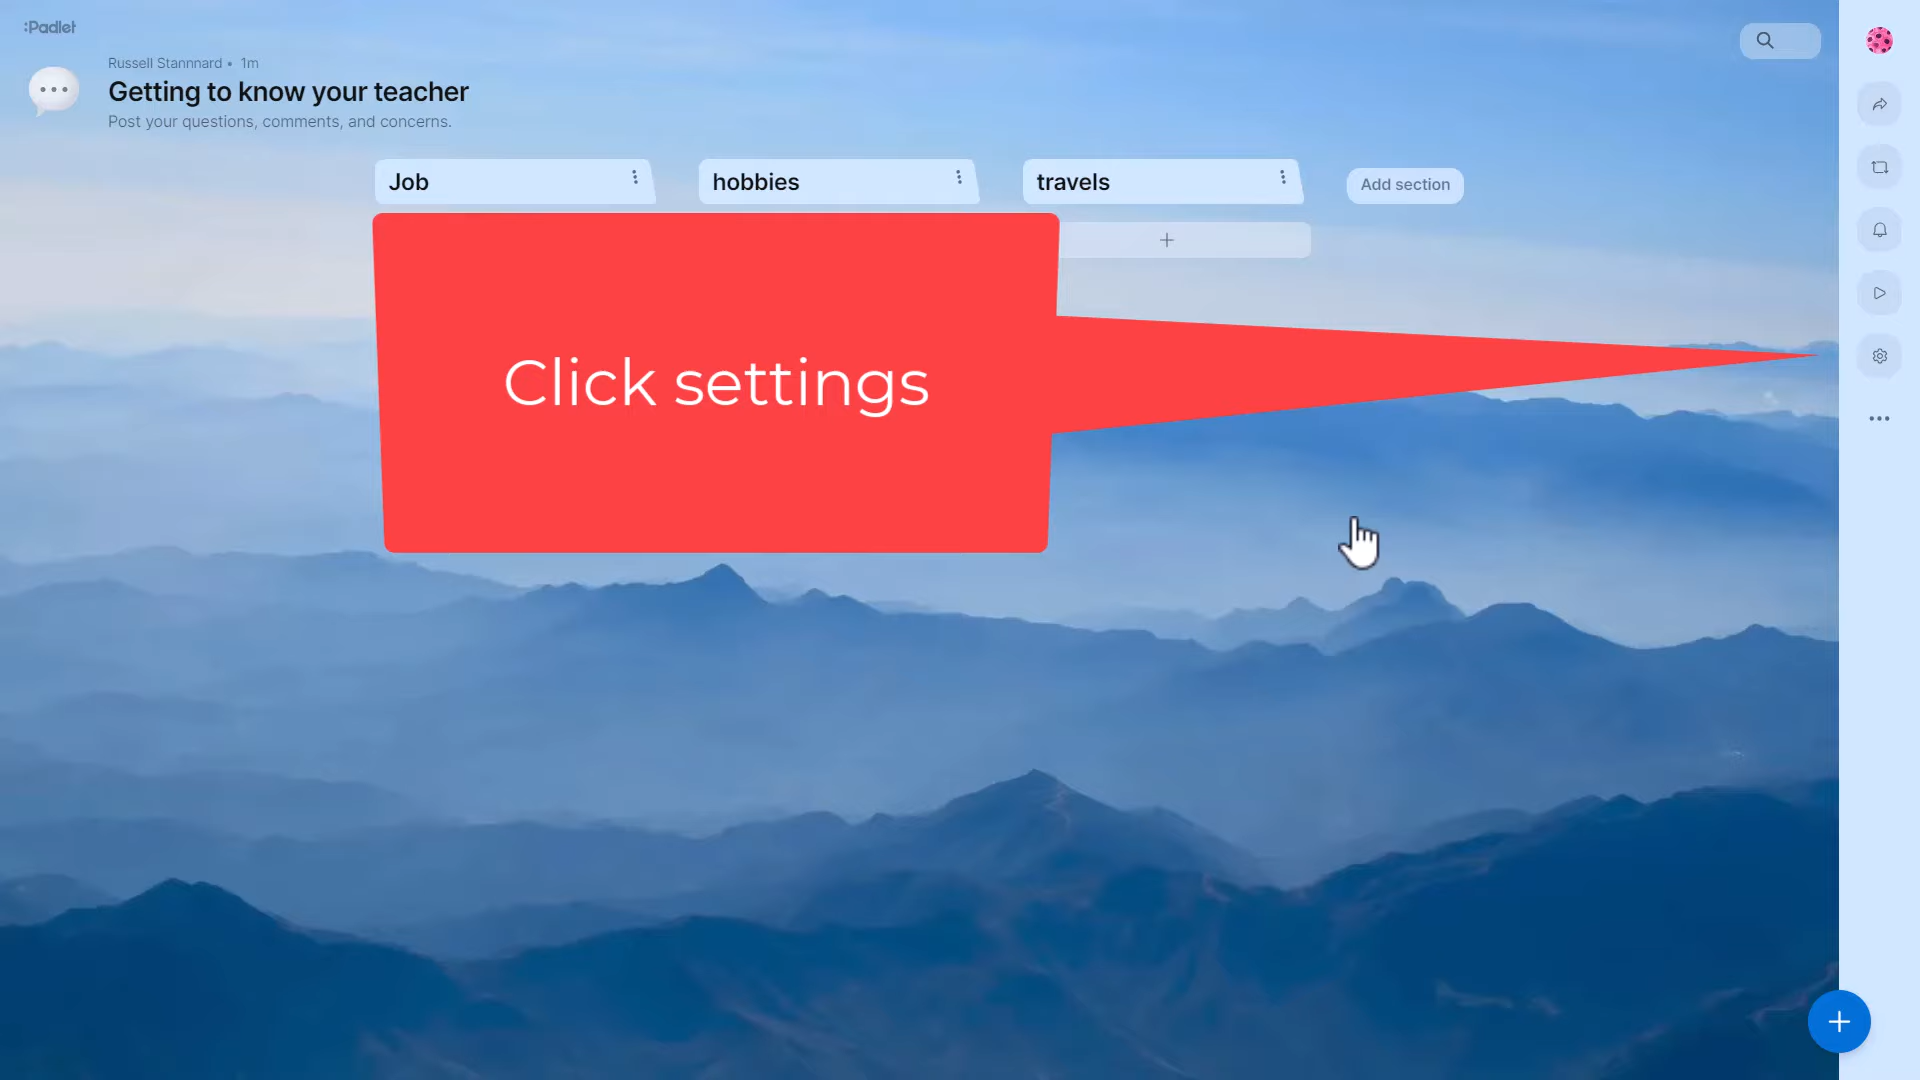 :Padlet
Russell Stannnard • 1m
Getting to know your teacher
Post your questions, comments, and concerns.
Job
hobbies
travels
Add section
Click settings